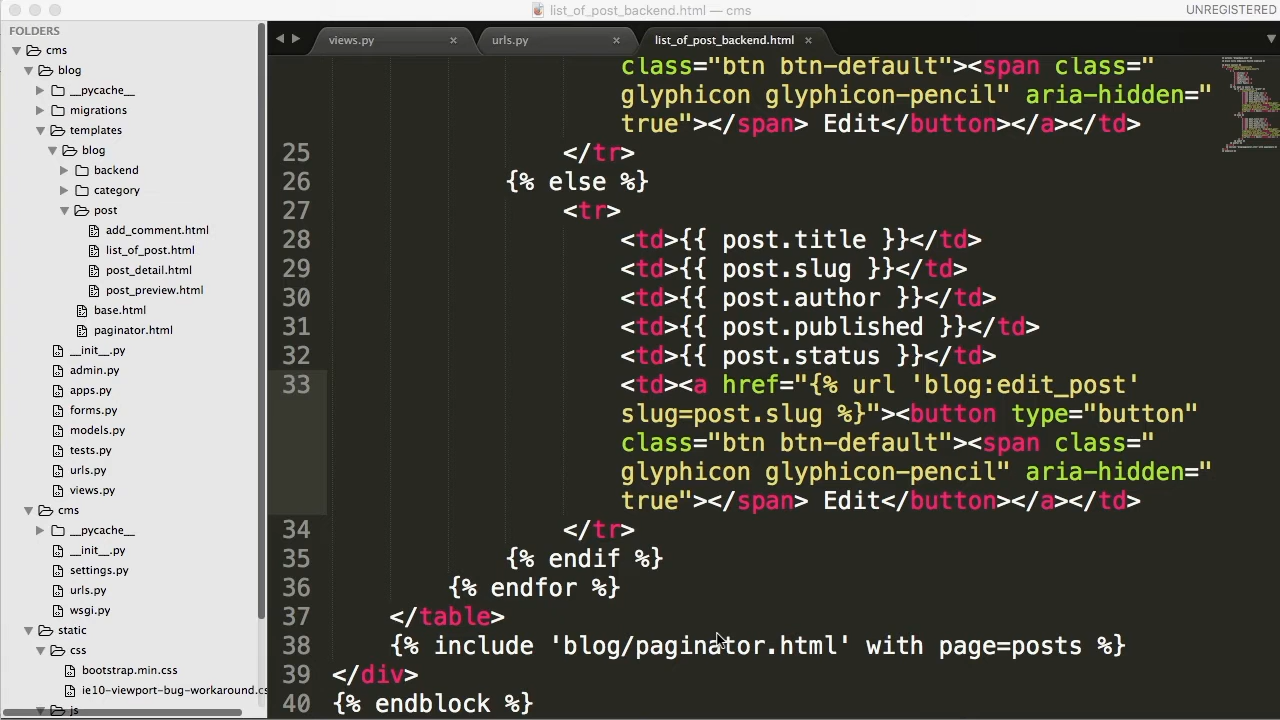 list_of_post_backend.html — cms
UNREGISTERED
FOLDERS
cms
blog
__pycache__
migrations
templates
blog
backend
category
post
add_comment.html
list_of_post.html
post_detail.html
post_preview.html
base.html
paginator.html
__init__.py
admin.py
apps.py
forms.py
models.py
tests.py
urls.py
views.py
cms
__pycache__
__init__.py
settings.py
urls.py
wsgi.py
static
css
bootstrap.min.css
ie10-viewport-bug-workaround.cs
js
views.py × urls.py × list_of_post_backend.html ×
class="btn btn-default"><span class="
glyphicon glyphicon-pencil" aria-hidden="
true"></span> Edit</button></a></td>
25 </tr>
26 {% else %}
27 <tr>
28 <td>{{ post.title }}</td>
29 <td>{{ post.slug }}</td>
30 <td>{{ post.author }}</td>
31 <td>{{ post.published }}</td>
32 <td>{{ post.status }}</td>
33 <td><a href="{% url 'blog:edit_post'
slug=post.slug %}"><button type="button"
class="btn btn-default"><span class="
glyphicon glyphicon-pencil" aria-hidden="
true"></span> Edit</button></a></td>
34 </tr>
35 {% endif %}
36 {% endfor %}
37 </table>
38 {% include 'blog/paginator.html' with page=posts %}
39 </div>
40 {% endblock %}